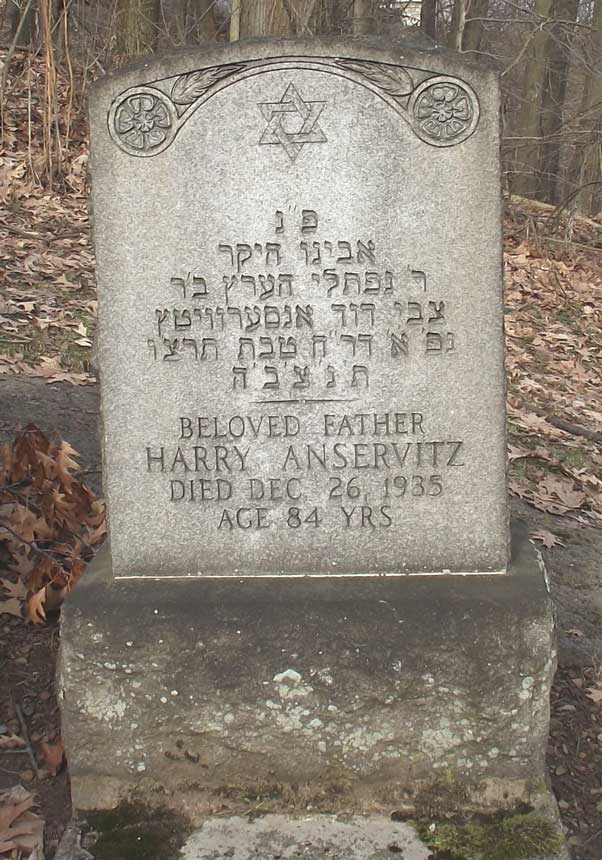 פ"נ
אבינו היקר
ר' נפתלי הערץ ב"ר
צבי דוד אנסערוויטץ
נפ' א' דר"ח טבת תרצ"ו
ת'נ'צ'ב'ה
BELOVED FATHER
HARRY ANSERVITZ
DIED DEC. 26, 1935
AGE 84 YRS